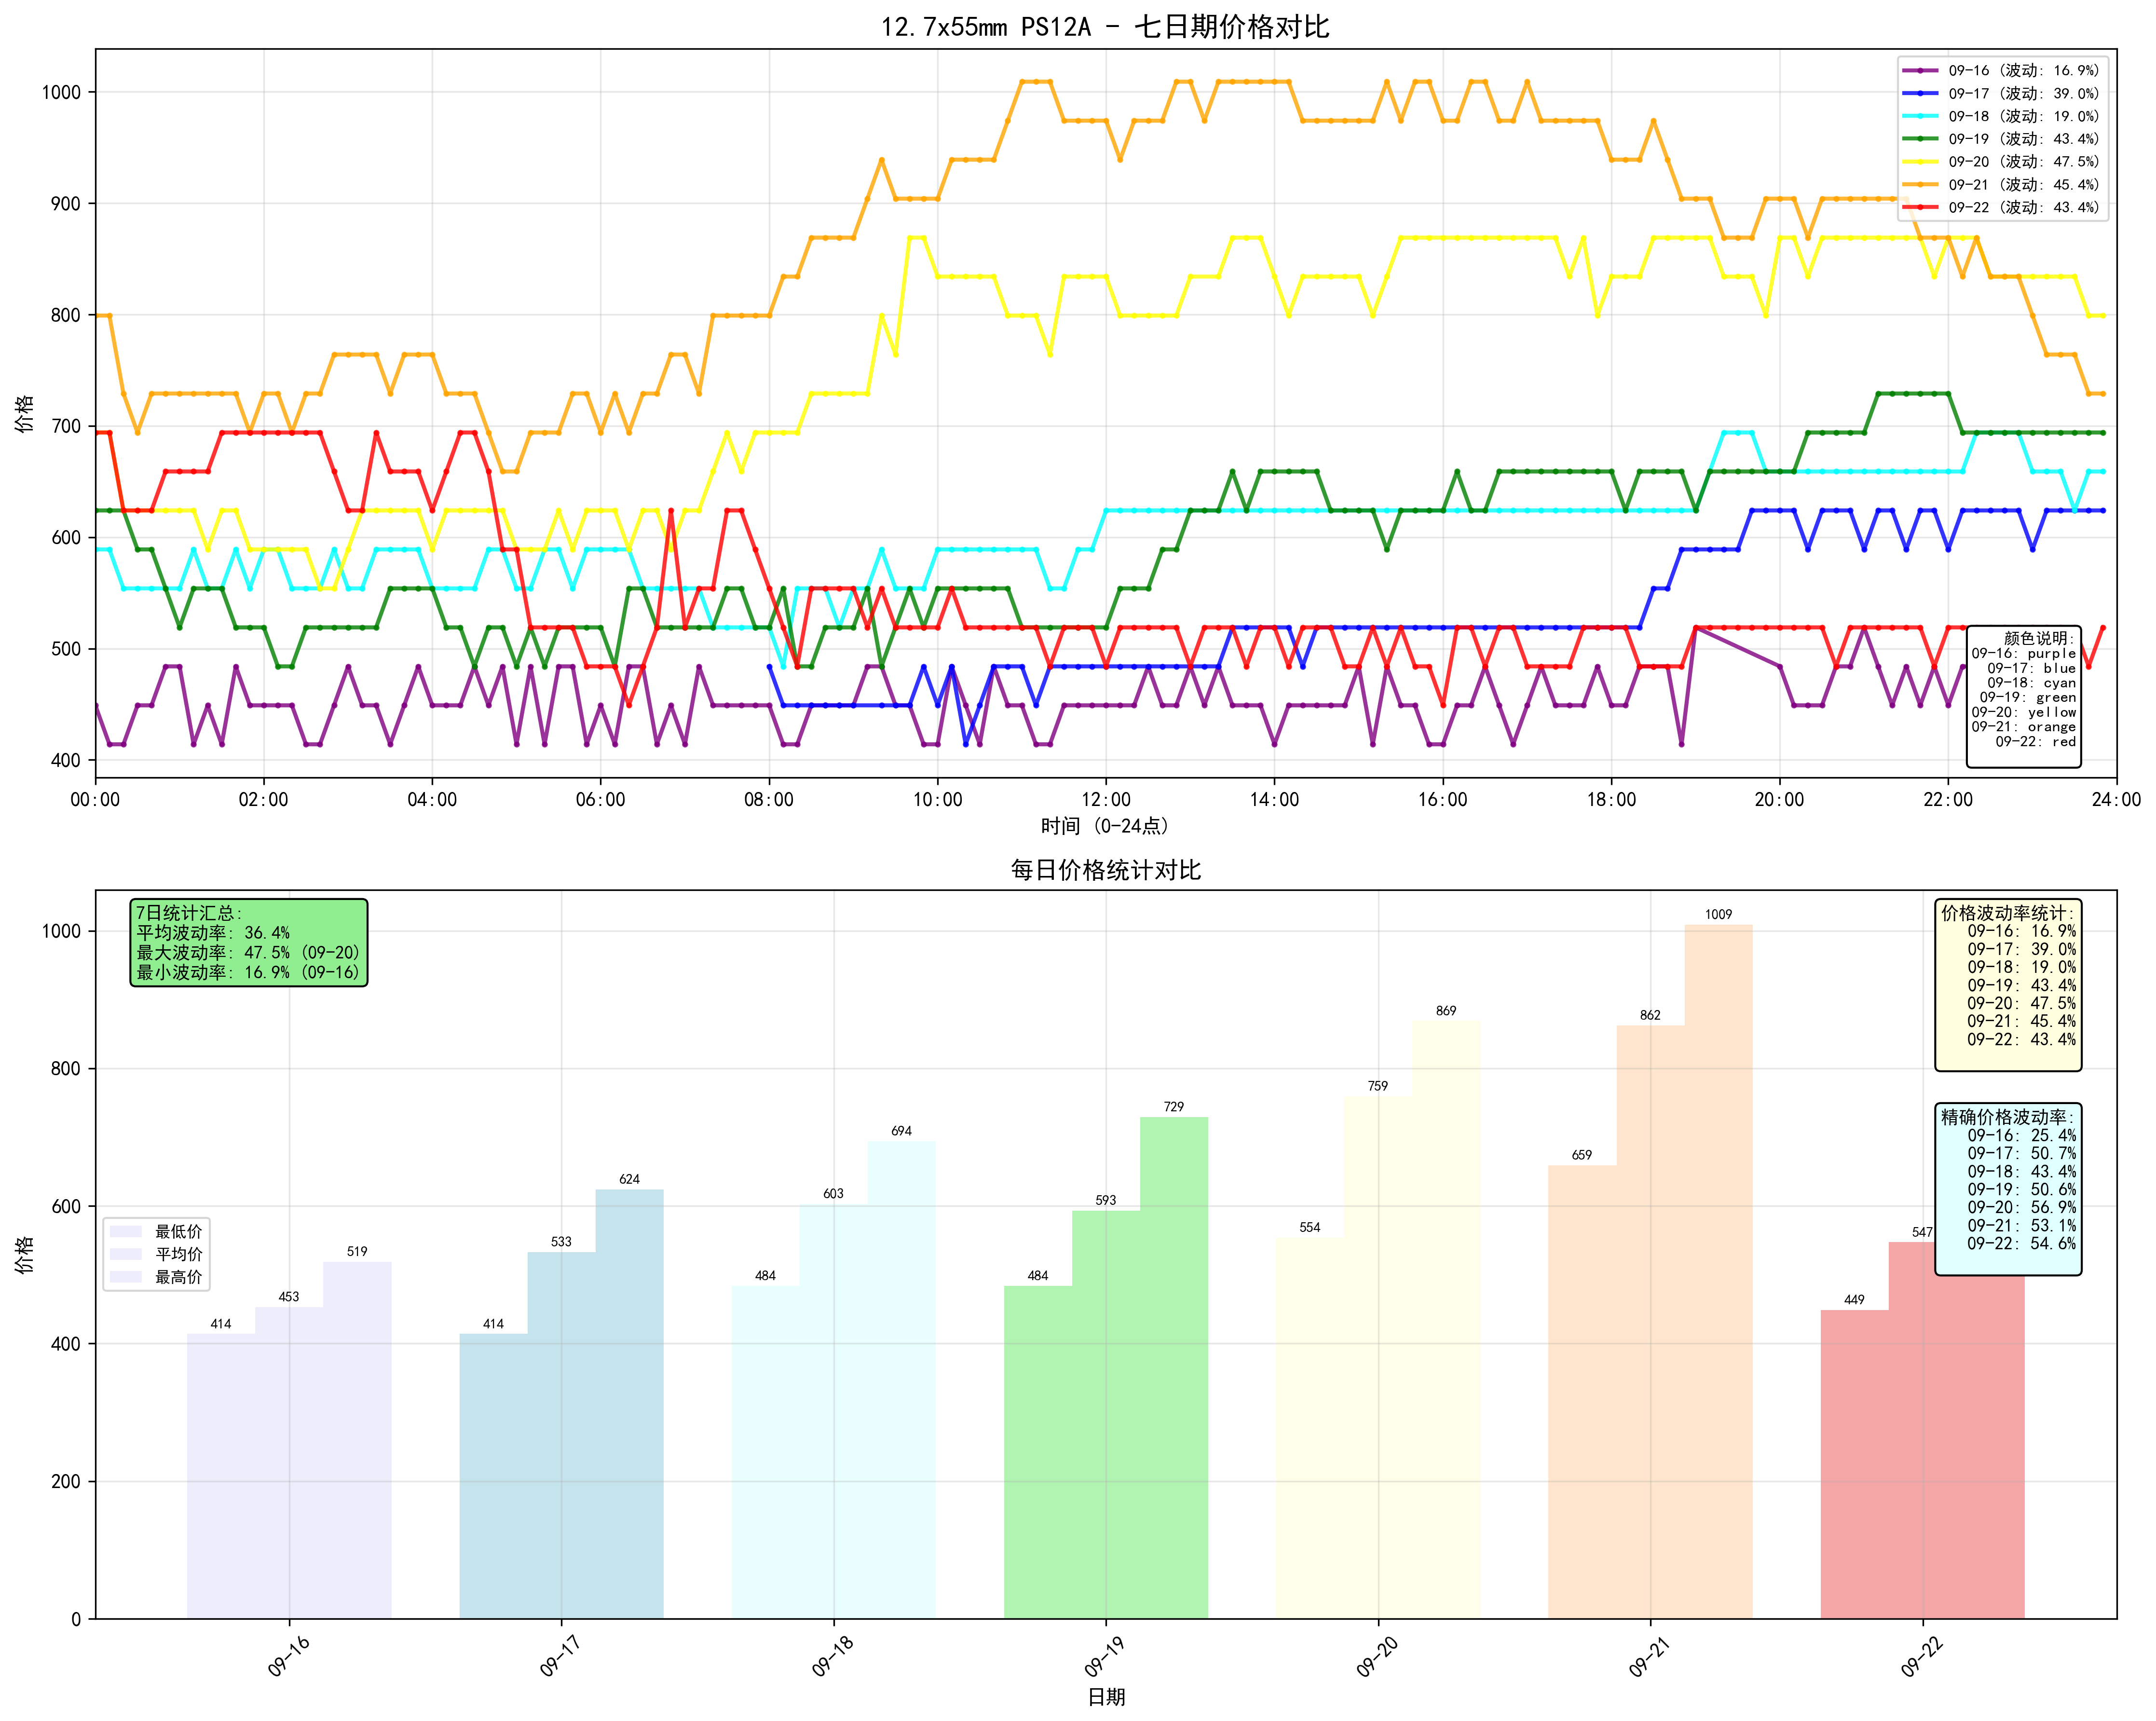 12.7x55mm PS12A - 七日期价格对比
09-16 (波动: 16.9%)
09-17 (波动: 39.0%)
09-18 (波动: 19.0%)
09-19 (波动: 43.4%)
09-20 (波动: 47.5%)
09-21 (波动: 45.4%)
09-22 (波动: 43.4%)
1000
900
800
700
600
500
400
价格
颜色说明:
09-16: purple
09-17: blue
09-18: cyan
09-19: green
09-20: yellow
09-21: orange
09-22: red
00:00 02:00 04:00 06:00 08:00 10:00 12:00 14:00 16:00 18:00 20:00 22:00 24:00
时间 (0-24点)
每日价格统计对比
7日统计汇总:
平均波动率: 36.4%
最大波动率: 47.5% (09-20)
最小波动率: 16.9% (09-16)
价格波动率统计:
09-16: 16.9%
09-17: 39.0%
09-18: 19.0%
09-19: 43.4%
09-20: 47.5%
09-21: 45.4%
09-22: 43.4%
精确价格波动率:
09-16: 25.4%
09-17: 50.7%
09-18: 43.4%
09-19: 50.6%
09-20: 56.9%
09-21: 53.1%
09-22: 54.6%
最低价
平均价
最高价
1000
800
600
400
200
0
价格
414 453 519
414 533 624
484 603 694
484 593 729
554 759 869
659 862 1009
449 547
09-16 09-17 09-18 09-19 09-20 09-21 09-22
日期